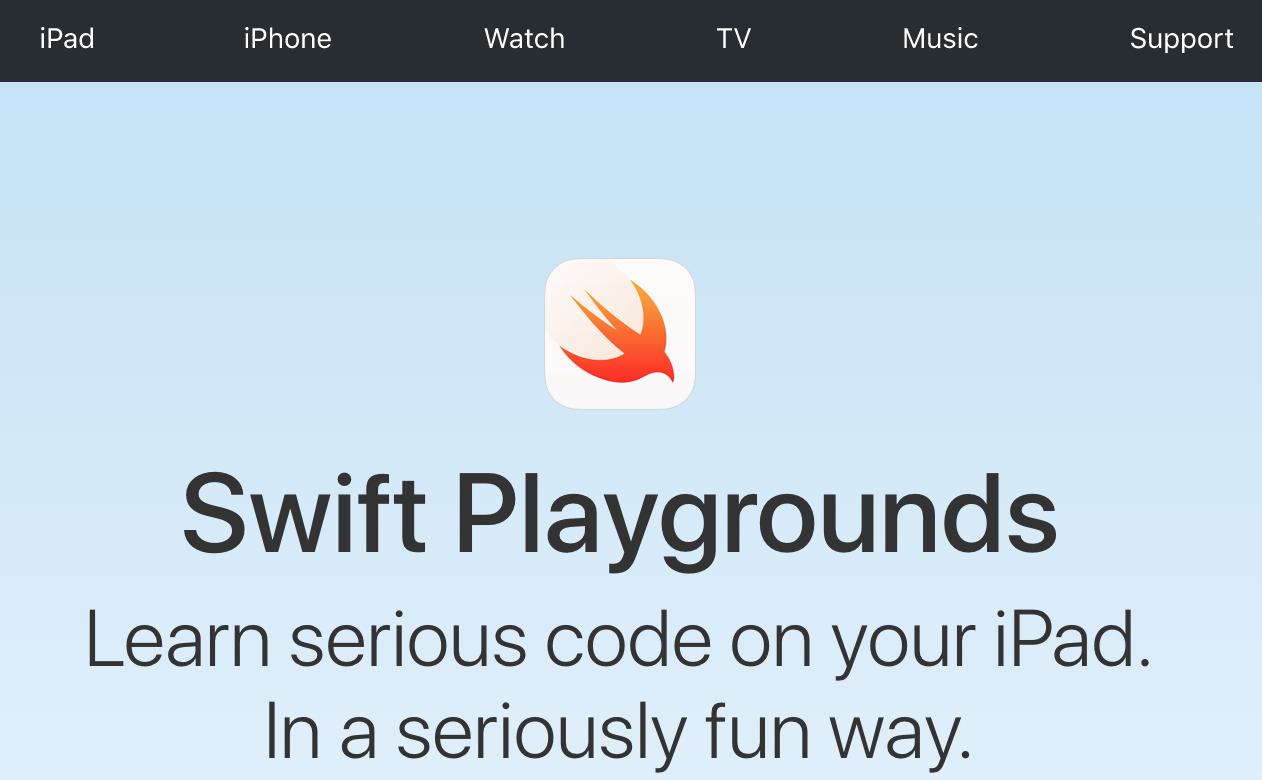 iPad iPhone Watch TV Music Support
Swift Playgrounds
Learn serious code on your iPad.
In a seriously fun way.